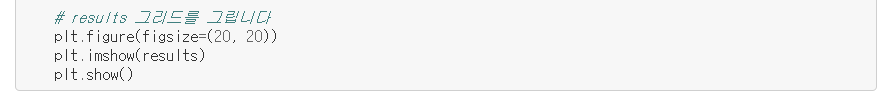 # results 그리드를 그립니다
plt.figure(figsize=(20, 20))
plt.imshow(results)
plt.show()